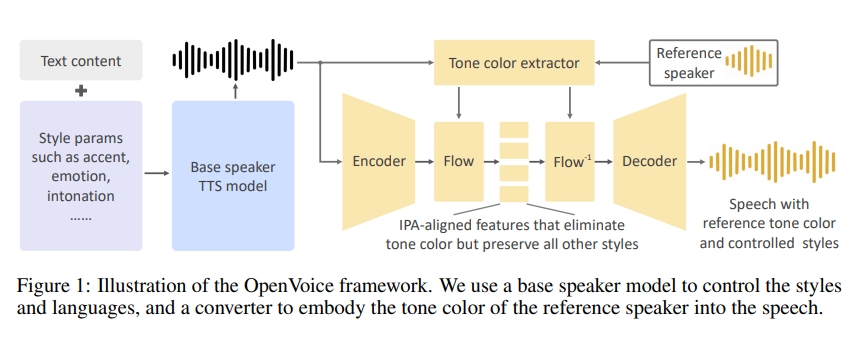 Text content
+
Style params
such as accent,
emotion,
intonation
……
Base speaker
TTS model
Tone color extractor
Reference
speaker
Encoder
Flow
Flow⁻¹
Decoder
IPA-aligned features that eliminate
tone color but preserve all other styles
Speech with
reference tone color
and controlled styles
Figure 1: Illustration of the OpenVoice framework. We use a base speaker model to control the styles
and languages, and a converter to embody the tone color of the reference speaker into the speech.